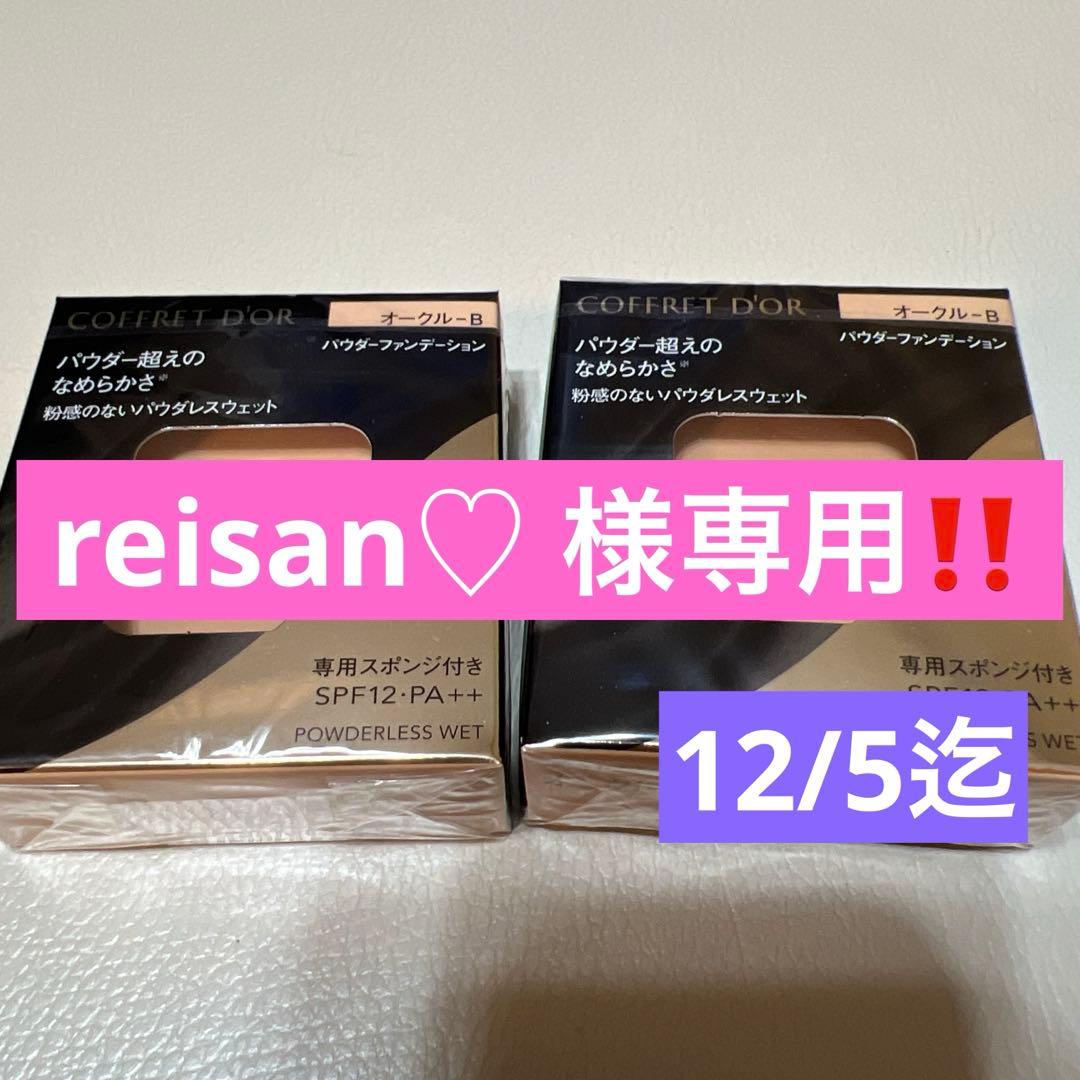 COFFRET D'OR
オークル-B
パウダーファンデーション
パウダー超えの
なめらかさ※
粉感のないパウダレスウェット
COFFRET D'OR
オークル-B
パウダーファンデーション
パウダー超えの
なめらかさ※
粉感のないパウダレスウェット
reisan♡ 様専用‼️
専用スポンジ付き
SPF12・PA++
POWDERLESS WET
専用スポンジ付き
12/5迄